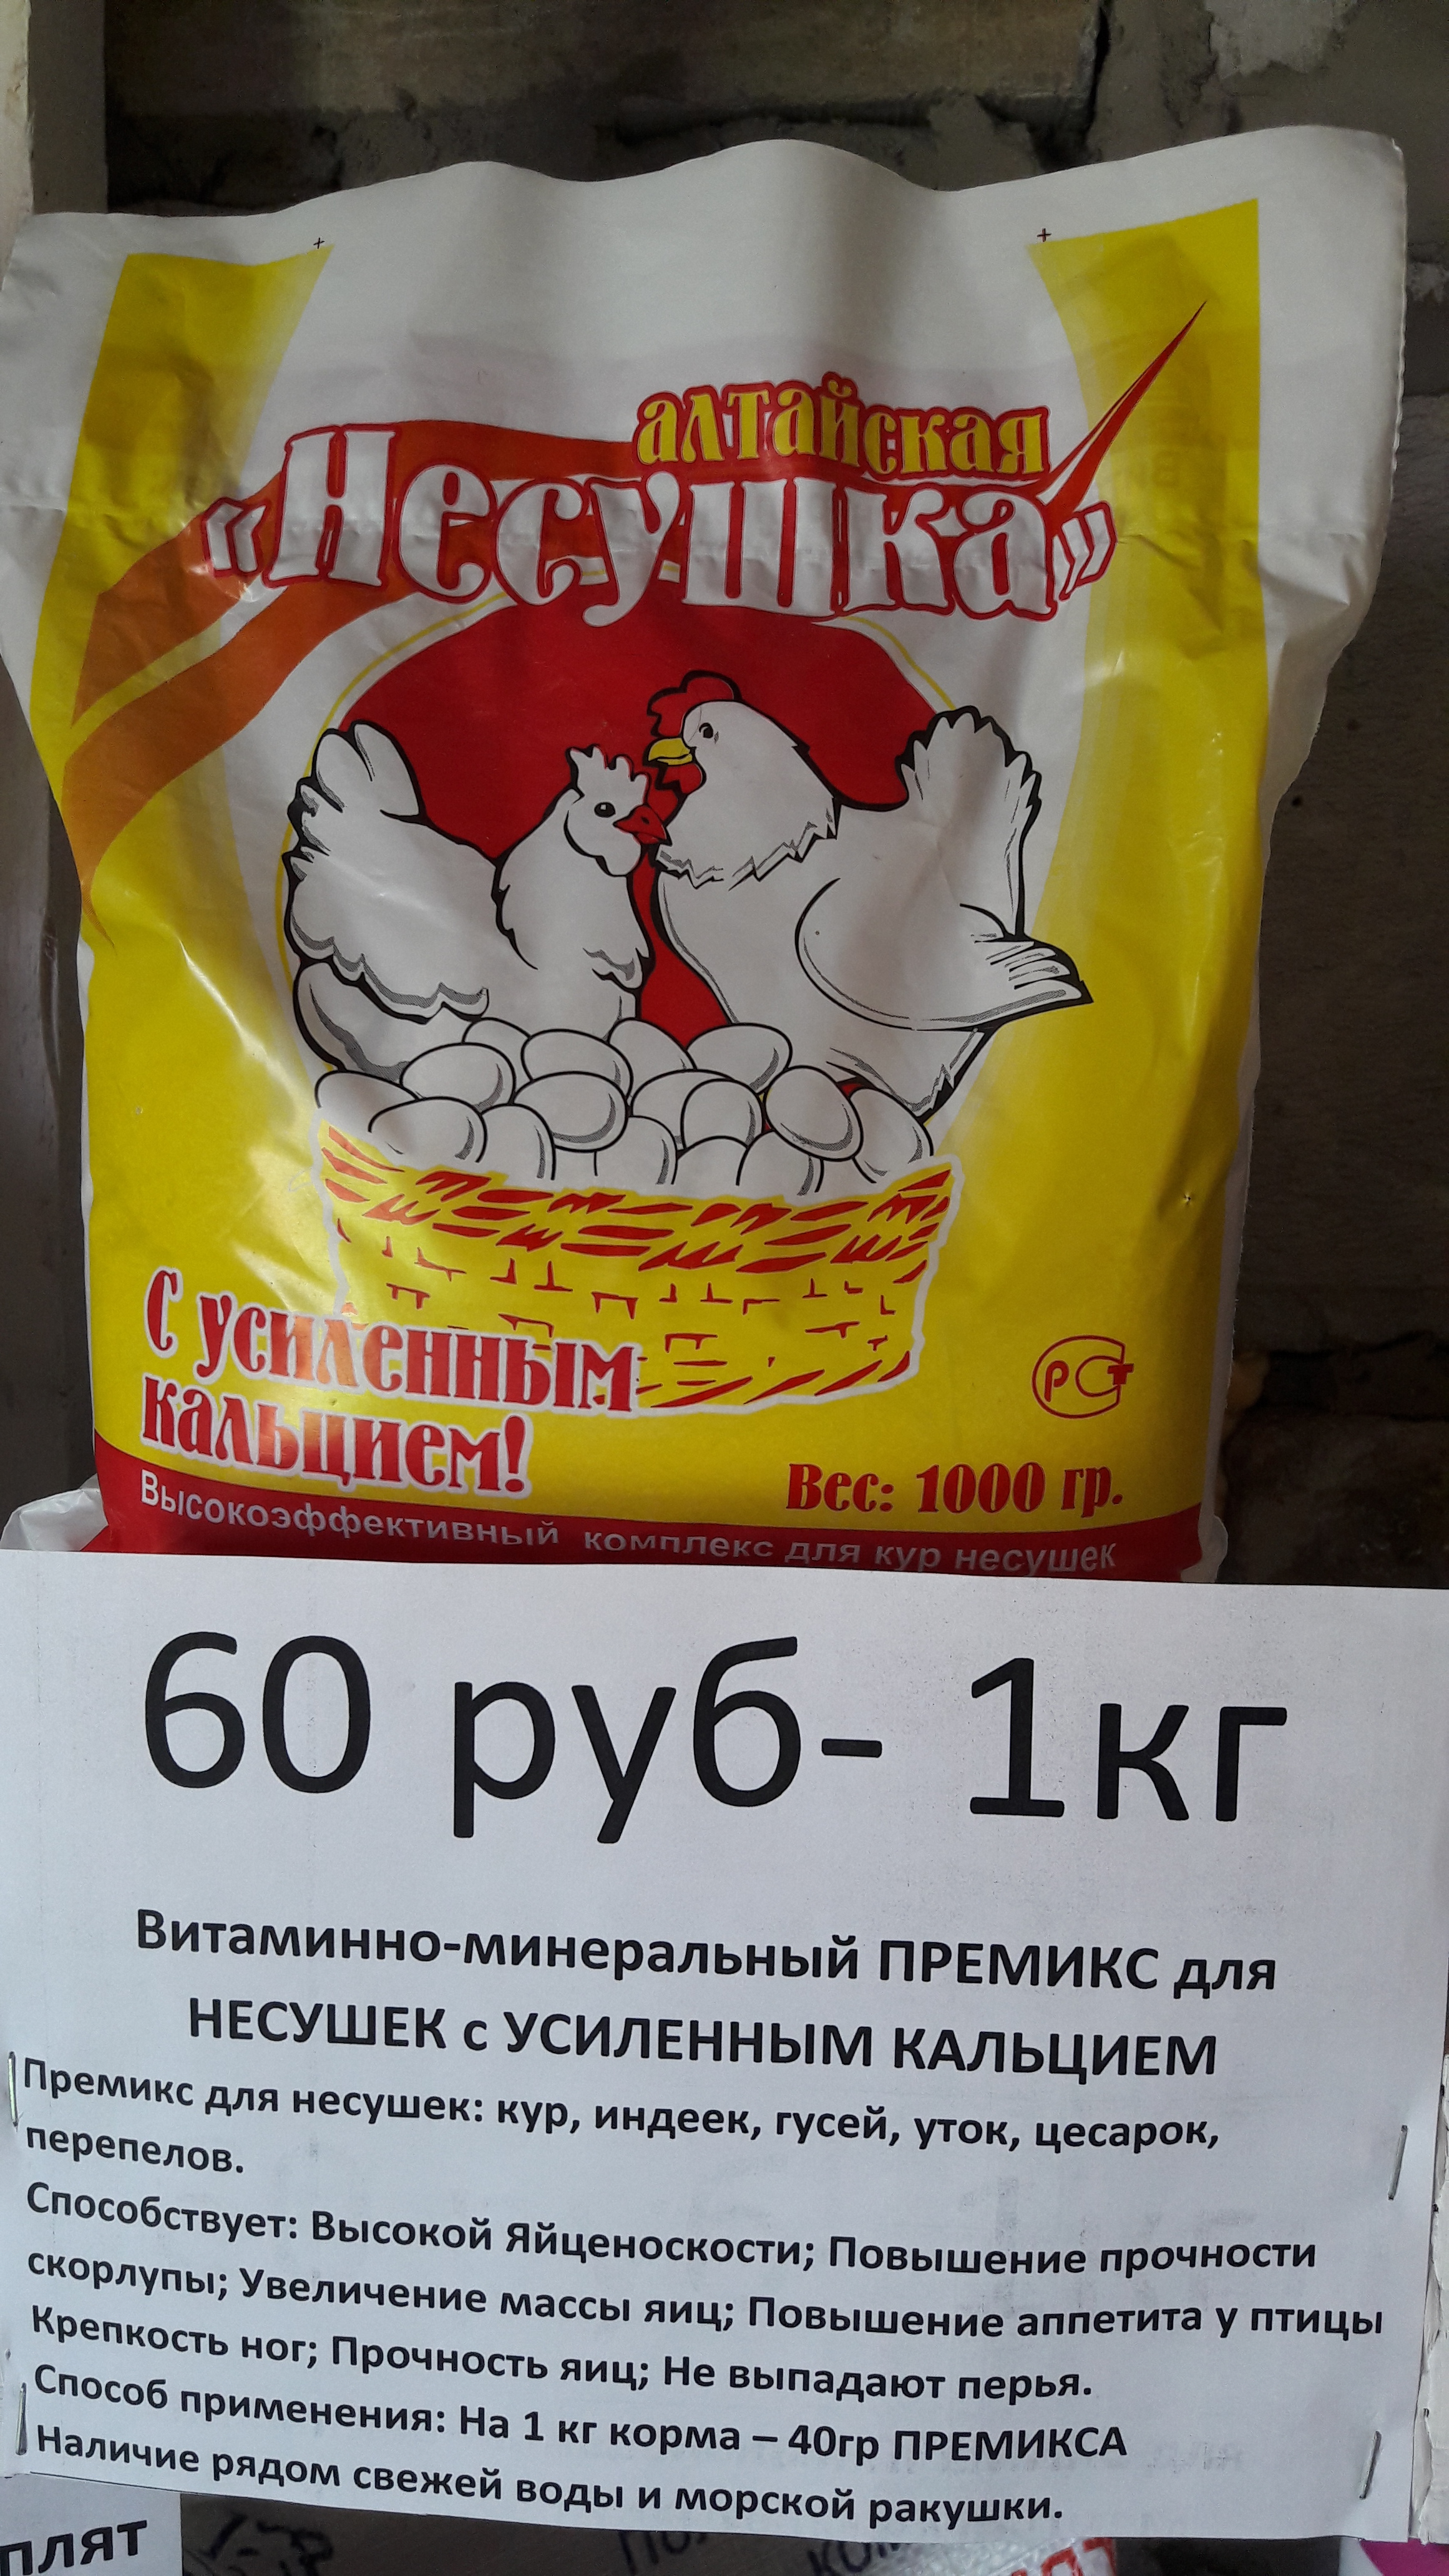 алтайская
«Несушка»
С усиленным
кальцием!
РСТ
Вес: 1000 гр.
Высокоэффективный комплекс для кур несушек
60 руб- 1кг
Витаминно-минеральный ПРЕМИКС для
НЕСУШЕК с УСИЛЕННЫМ КАЛЬЦИЕМ
Премикс для несушек: кур, индеек, гусей, уток, цесарок,
перепелов.
Способствует: Высокой Яйценоскости; Повышение прочности
скорлупы; Увеличение массы яиц; Повышение аппетита у птицы
Крепкость ног; Прочность яиц; Не выпадают перья.
Способ применения: На 1 кг корма – 40гр ПРЕМИКСА
Наличие рядом свежей воды и морской ракушки.
плят